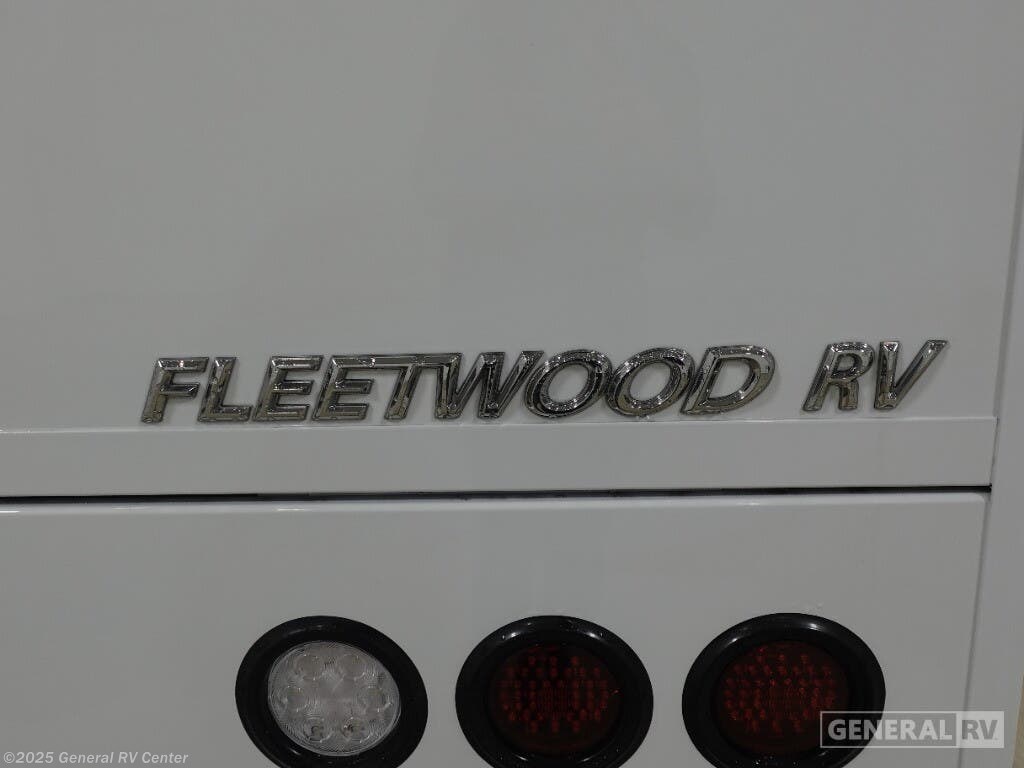 FLEETWOOD RV
GENERAL RV
©2025 General RV Center